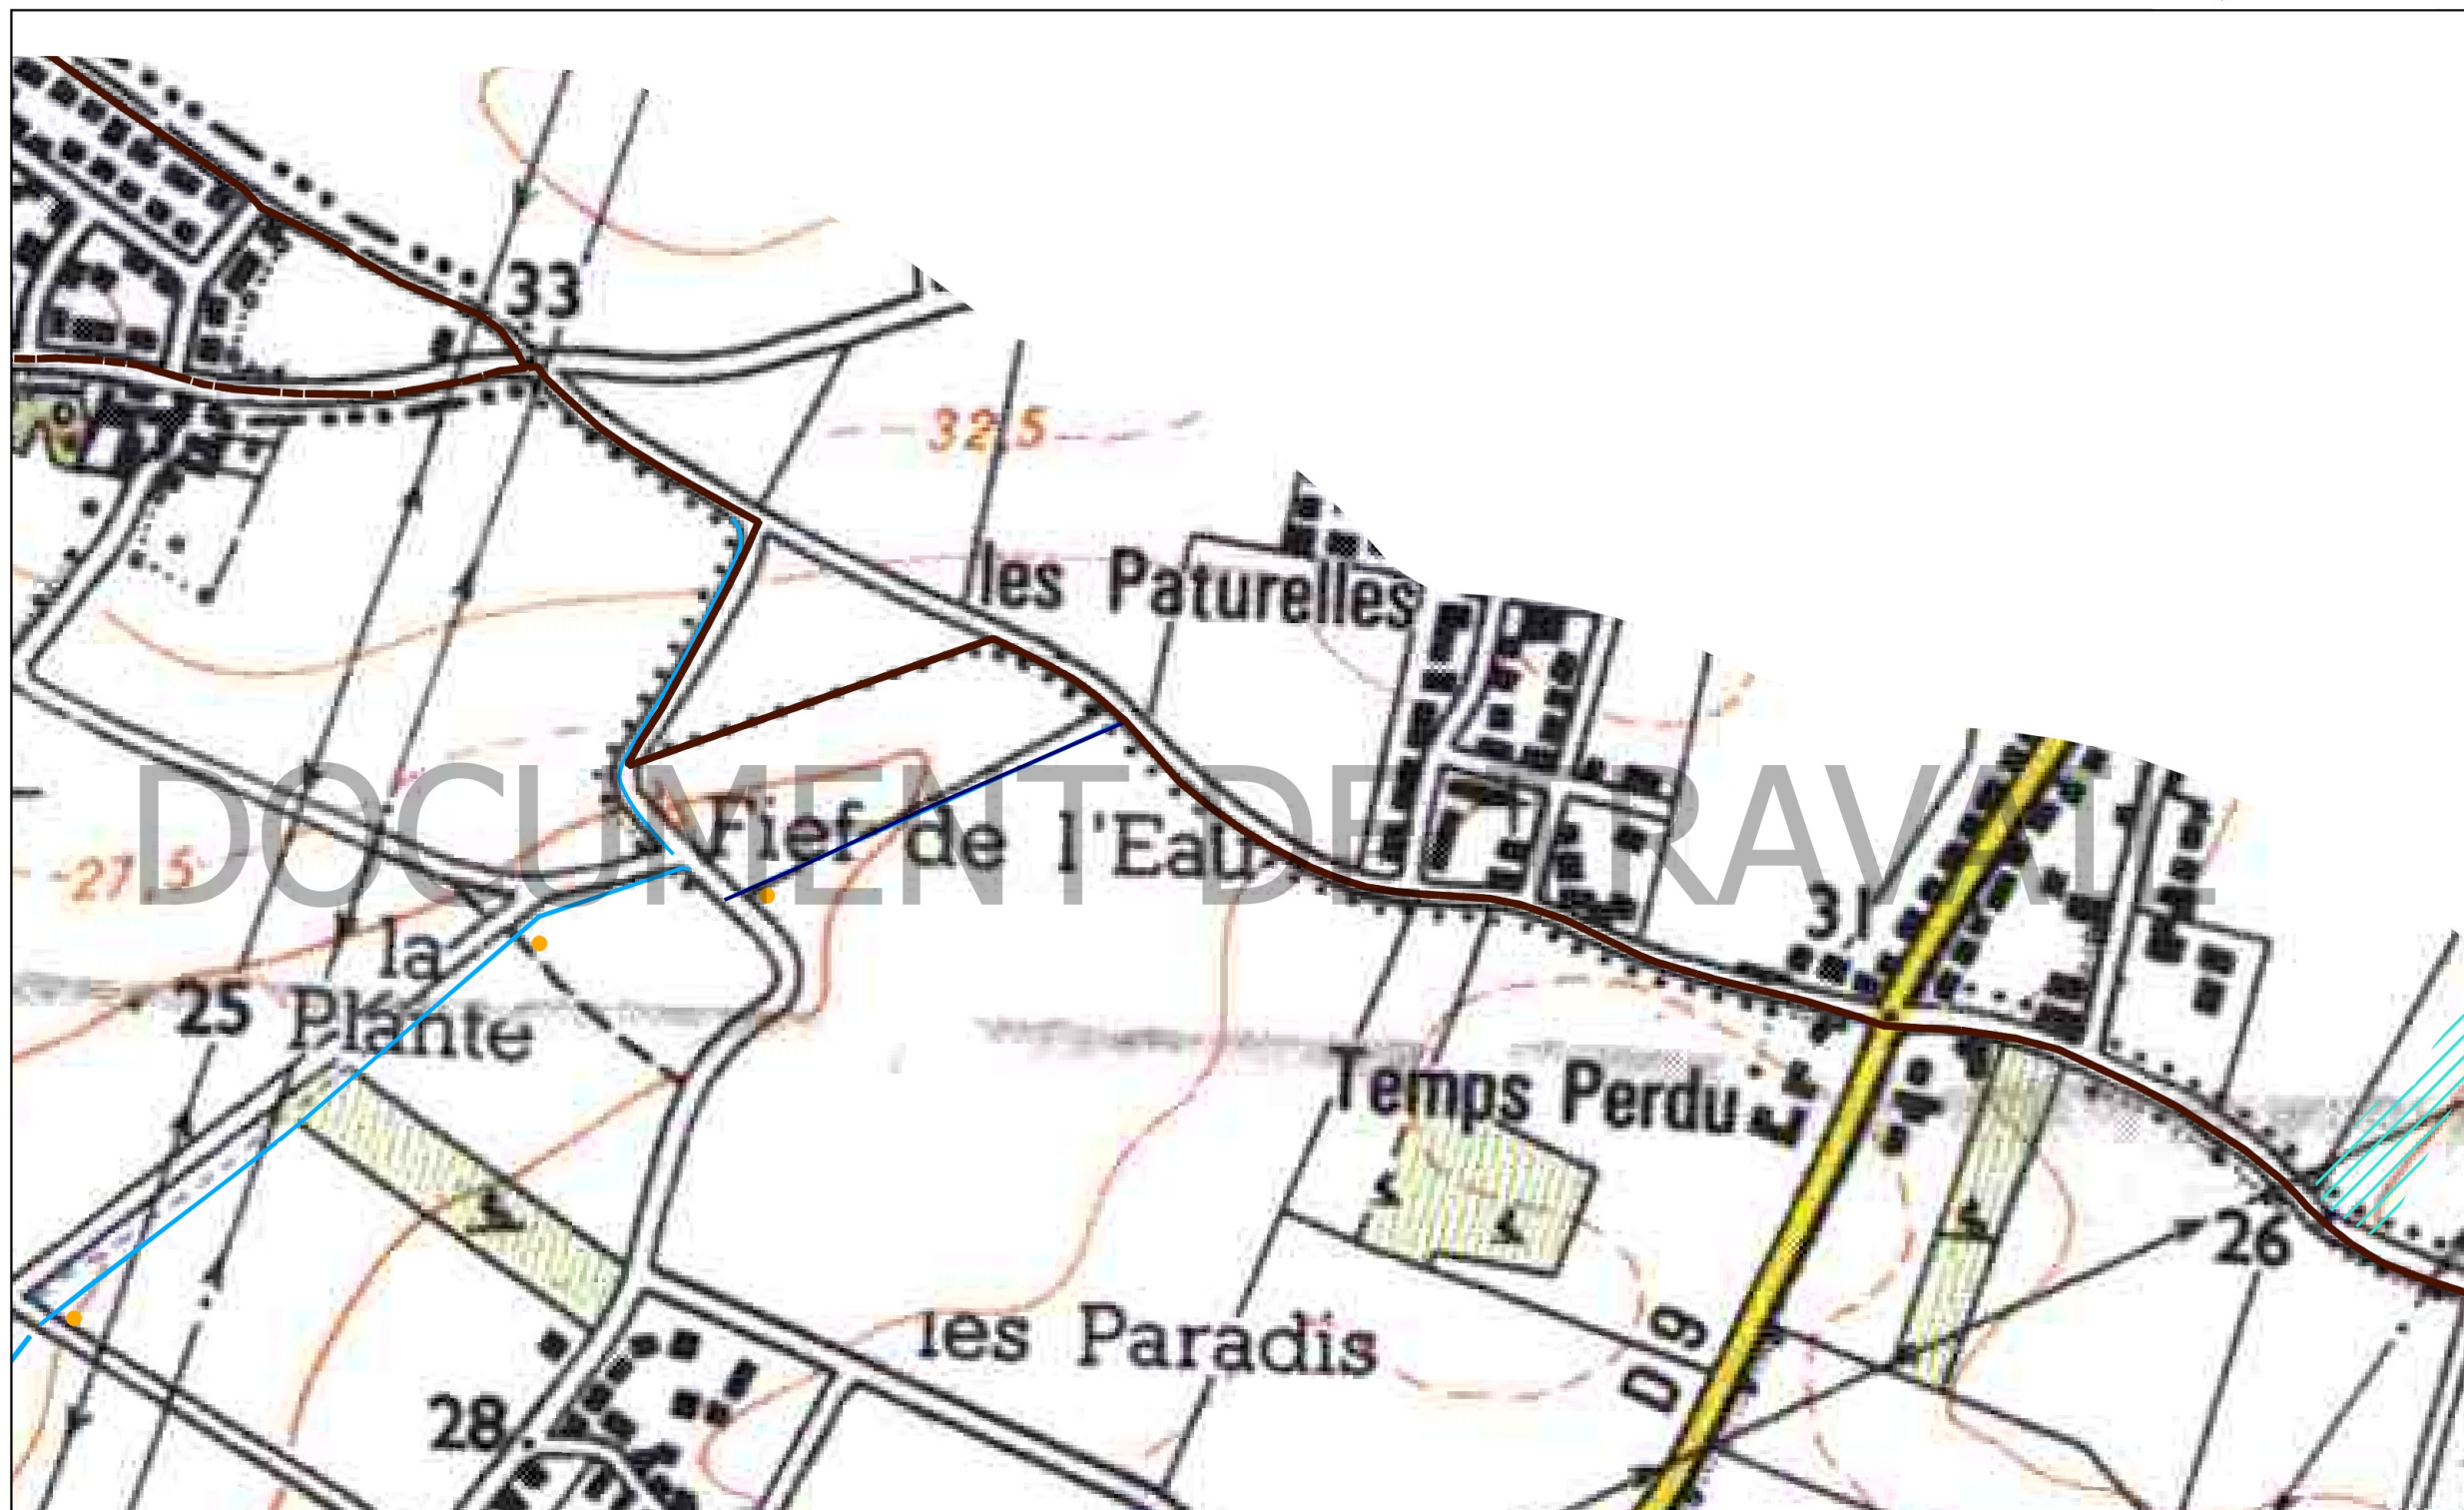 33
32,5
les Paturelles
DOCUMENT DE TRAVAIL
Fief de l'Eau
27,5
31
la
Plante
25
Temps Perdu
26
les Paradis
D 9
28